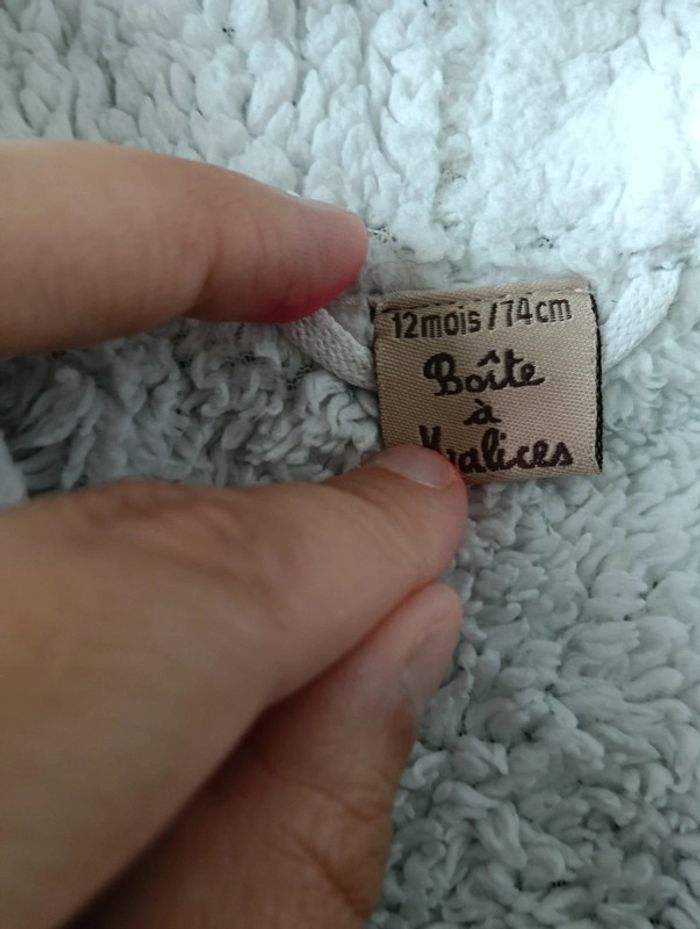 12mois/74cm
Boîte
à
Malices